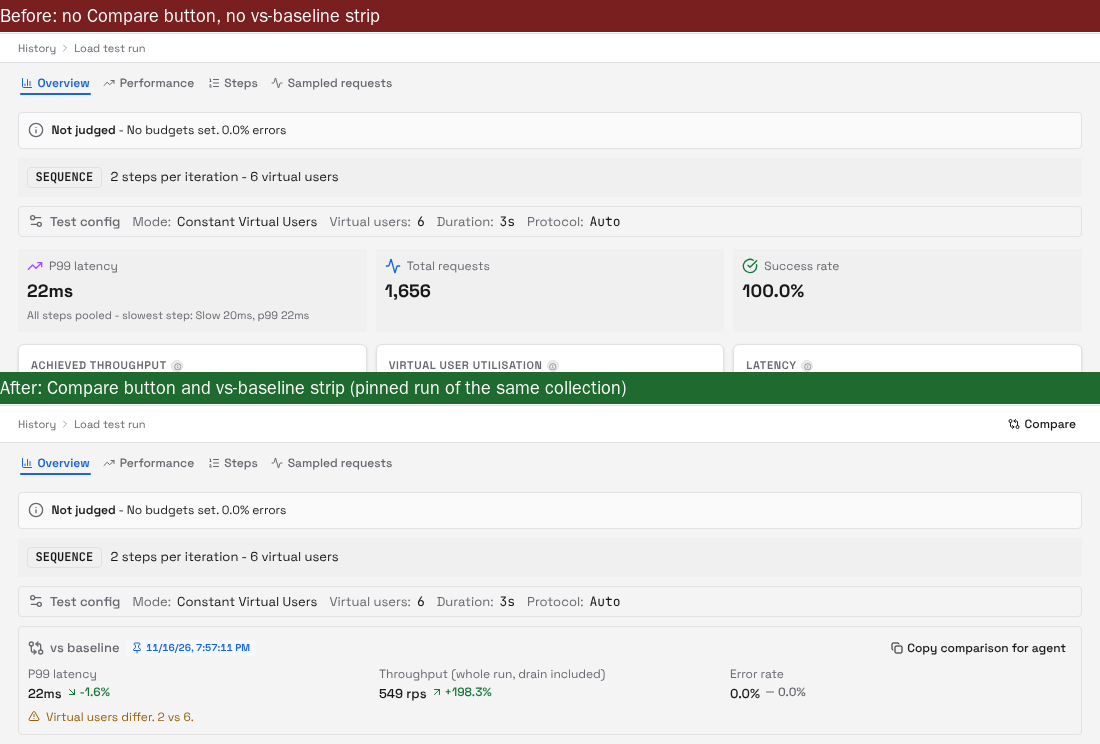 Before: no Compare button, no vs-baseline strip
History > Load test run
Overview Performance Steps Sampled requests
Not judged - No budgets set. 0.0% errors
SEQUENCE 2 steps per iteration - 6 virtual users
Test config Mode: Constant Virtual Users Virtual users: 6 Duration: 3s Protocol: Auto
P99 latency Total requests Success rate
22ms 1,656 100.0%
All steps pooled - slowest step: Slow 20ms, p99 22ms
ACHIEVED THROUGHPUT VIRTUAL USER UTILISATION LATENCY
After: Compare button and vs-baseline strip (pinned run of the same collection)
History > Load test run Compare
Overview Performance Steps Sampled requests
Not judged - No budgets set. 0.0% errors
SEQUENCE 2 steps per iteration - 6 virtual users
Test config Mode: Constant Virtual Users Virtual users: 6 Duration: 3s Protocol: Auto
vs baseline 11/16/26, 7:57:11 PM Copy comparison for agent
P99 latency Throughput (whole run, drain included) Error rate
22ms -1.6% 549 rps +198.3% 0.0% — 0.0%
Virtual users differ. 2 vs 6.